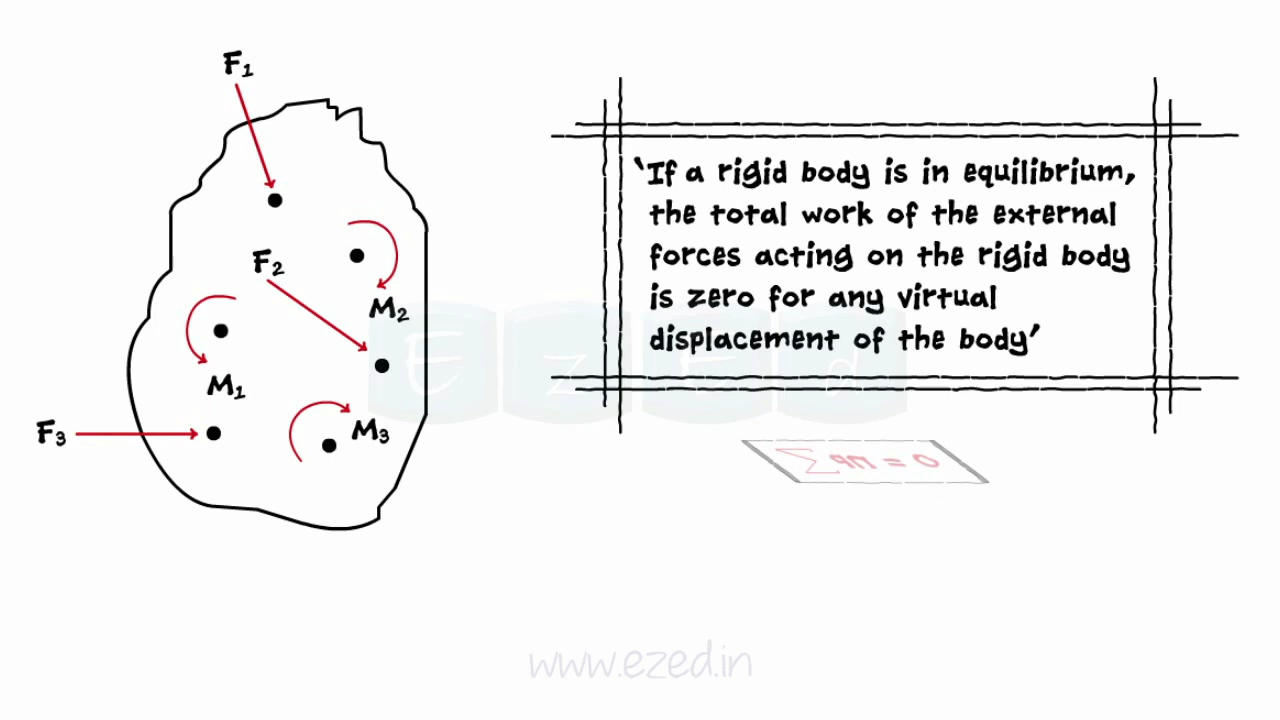 F1
F2
M2
M1
F3
M3
‘If a rigid body is in equilibrium,
the total work of the external
forces acting on the rigid body
is zero for any virtual
displacement of the body’
EzEd
www.ezed.in